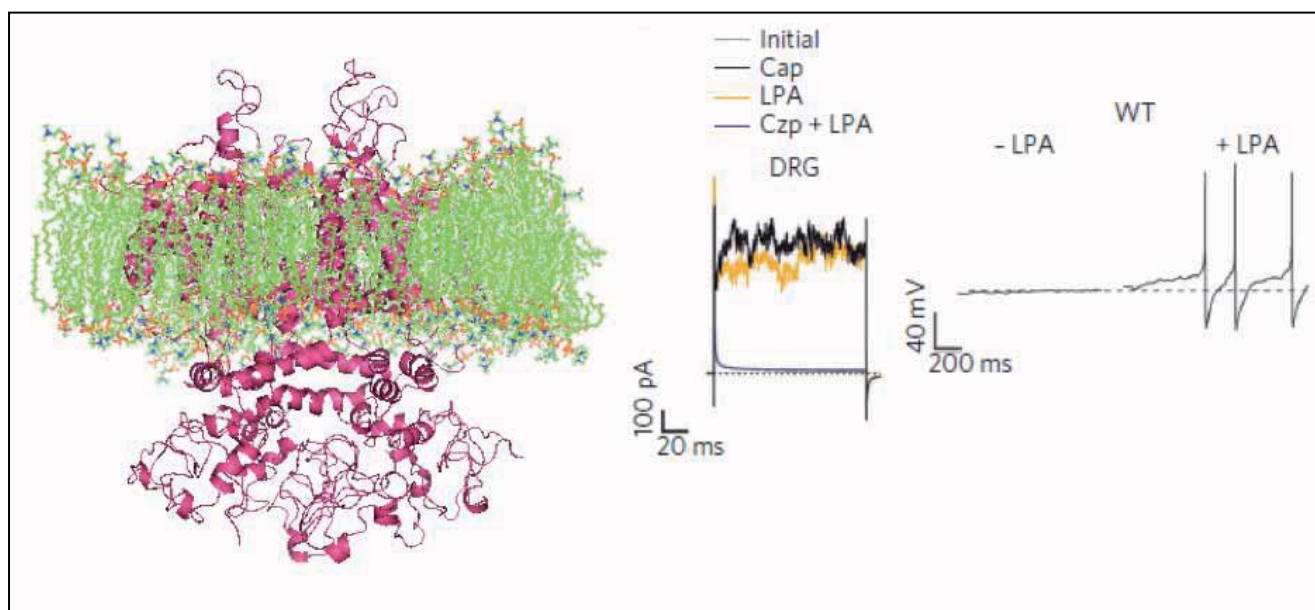 Initial
Cap
LPA
Czp + LPA
DRG
100 pA
20 ms
WT
- LPA
+ LPA
40 mV
200 ms